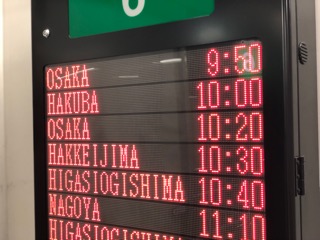 OSAKA 9:50
HAKUBA 10:00
OSAKA 10:20
HAKKEIJIMA 10:30
HIGASIOGISHIMA 10:40
NAGOYA 11:10